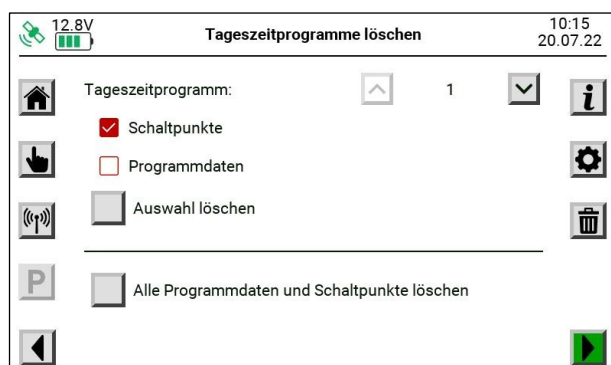 12.8V
Tageszeitprogramme löschen
10:15
20.07.22
Tageszeitprogramm:
1
i
Schaltpunkte
Programmdaten
Auswahl löschen
P
Alle Programmdaten und Schaltpunkte löschen